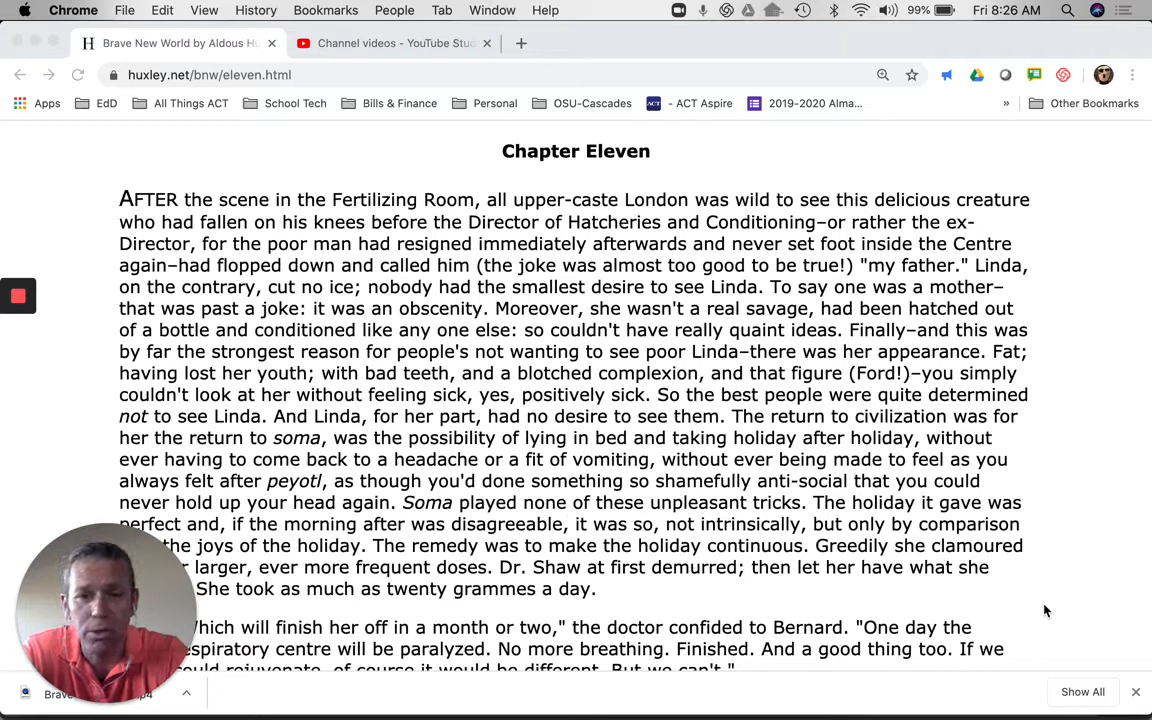 Chrome File Edit View History Bookmarks People Tab Window Help 99% Fri 8:26 AM
H Brave New World by Aldous Hu Channel videos - YouTube Stud
huxley.net/bnw/eleven.html
Apps EdD All Things ACT School Tech Bills & Finance Personal OSU-Cascades ACT - ACT Aspire 2019-2020 Alma... » Other Bookmarks
Chapter Eleven
AFTER the scene in the Fertilizing Room, all upper-caste London was wild to see this delicious creature
who had fallen on his knees before the Director of Hatcheries and Conditioning–or rather the ex-
Director, for the poor man had resigned immediately afterwards and never set foot inside the Centre
again–had flopped down and called him (the joke was almost too good to be true!) "my father." Linda,
on the contrary, cut no ice; nobody had the smallest desire to see Linda. To say one was a mother–
that was past a joke: it was an obscenity. Moreover, she wasn't a real savage, had been hatched out
of a bottle and conditioned like any one else: so couldn't have really quaint ideas. Finally–and this was
by far the strongest reason for people's not wanting to see poor Linda–there was her appearance. Fat;
having lost her youth; with bad teeth, and a blotched complexion, and that figure (Ford!)–you simply
couldn't look at her without feeling sick, yes, positively sick. So the best people were quite determined
not to see Linda. And Linda, for her part, had no desire to see them. The return to civilization was for
her the return to soma, was the possibility of lying in bed and taking holiday after holiday, without
ever having to come back to a headache or a fit of vomiting, without ever being made to feel as you
always felt after peyotl, as though you'd done something so shamefully anti-social that you could
never hold up your head again. Soma played none of these unpleasant tricks. The holiday it gave was
perfect and, if the morning after was disagreeable, it was so, not intrinsically, but only by comparison
the joys of the holiday. The remedy was to make the holiday continuous. Greedily she clamoured
larger, ever more frequent doses. Dr. Shaw at first demurred; then let her have what she
She took as much as twenty grammes a day.
hich will finish her off in a month or two," the doctor confided to Bernard. "One day the
espiratory centre will be paralyzed. No more breathing. Finished. And a good thing too. If we
could rejuvenate, of course it would be different. But we can't."
Brav p4 Show All